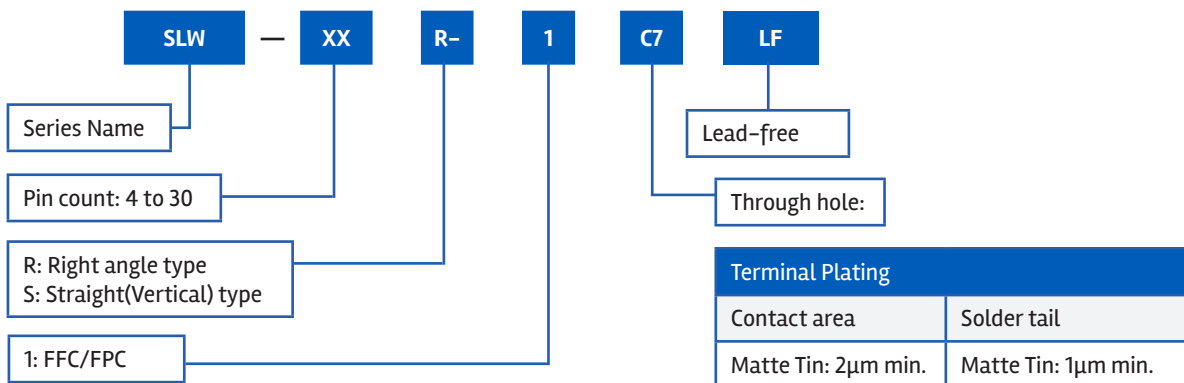 SLW — XX R- 1 C7 LF
Series Name
Lead-free
Pin count: 4 to 30
Through hole:
R: Right angle type
S: Straight(Vertical) type
1: FFC/FPC
Terminal Plating
Contact area Solder tail
Matte Tin: 2µm min. Matte Tin: 1µm min.